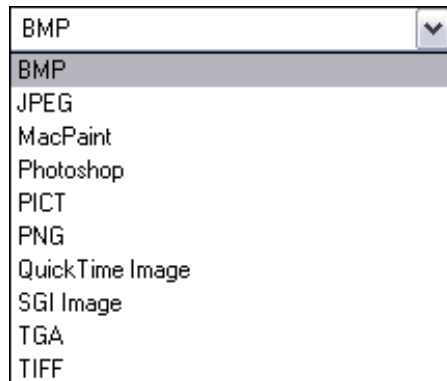 BMP
BMP
JPEG
MacPaint
Photoshop
PICT
PNG
QuickTime Image
SGI Image
TGA
TIFF